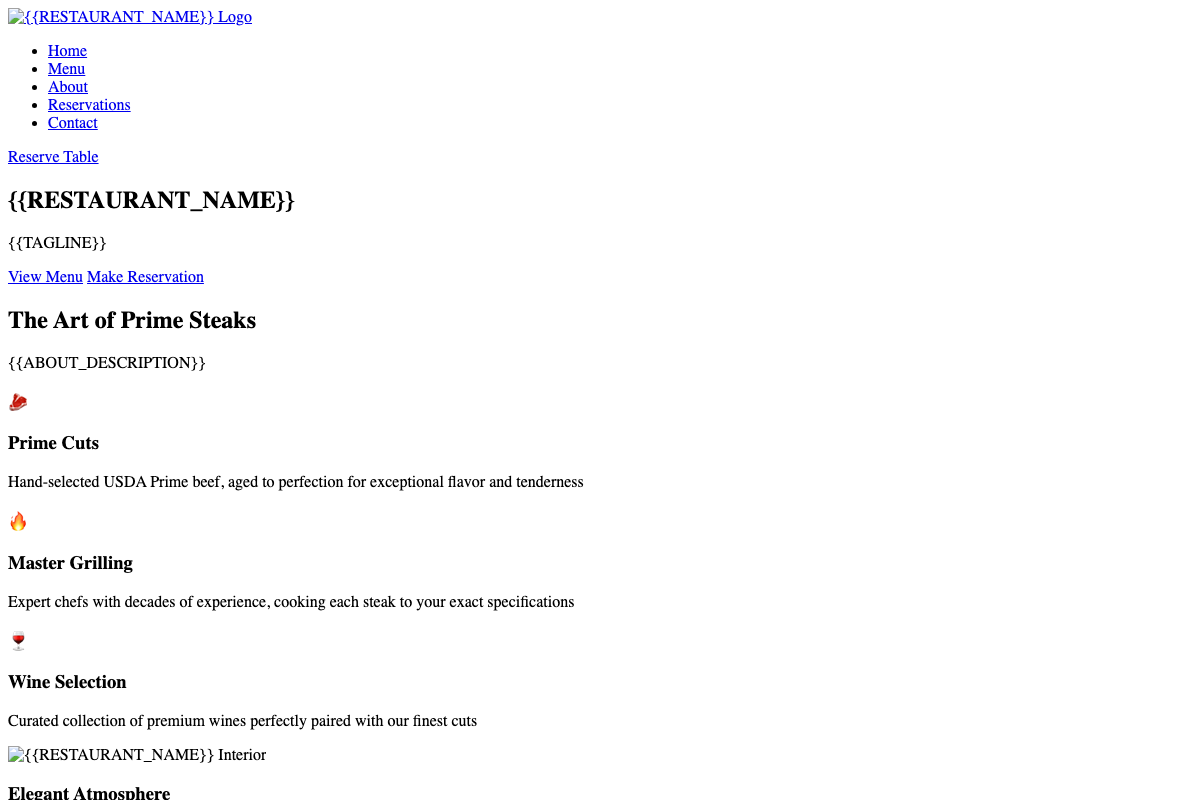 {{RESTAURANT_NAME}} Logo
Home
Menu
About
Reservations
Contact
Reserve Table
{{RESTAURANT_NAME}}
{{TAGLINE}}
View Menu Make Reservation
The Art of Prime Steaks
{{ABOUT_DESCRIPTION}}
Prime Cuts
Hand-selected USDA Prime beef, aged to perfection for exceptional flavor and tenderness
Master Grilling
Expert chefs with decades of experience, cooking each steak to your exact specifications
Wine Selection
Curated collection of premium wines perfectly paired with our finest cuts
{{RESTAURANT_NAME}} Interior
Elegant Atmosphere